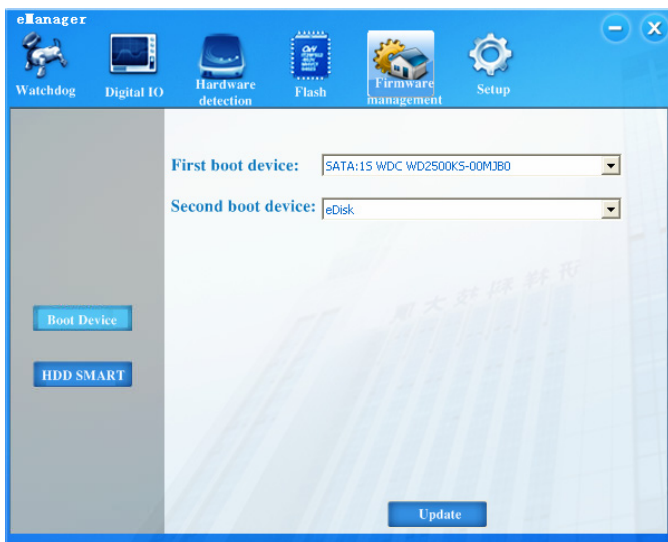 eManager
Watchdog
Digital IO
Hardware
detection
Flash
Firmware
management
Setup
First boot device:
SATA:1S WDC WD2500KS-00MJB0
Second boot device:
eDisk
Boot Device
HDD SMART
Update